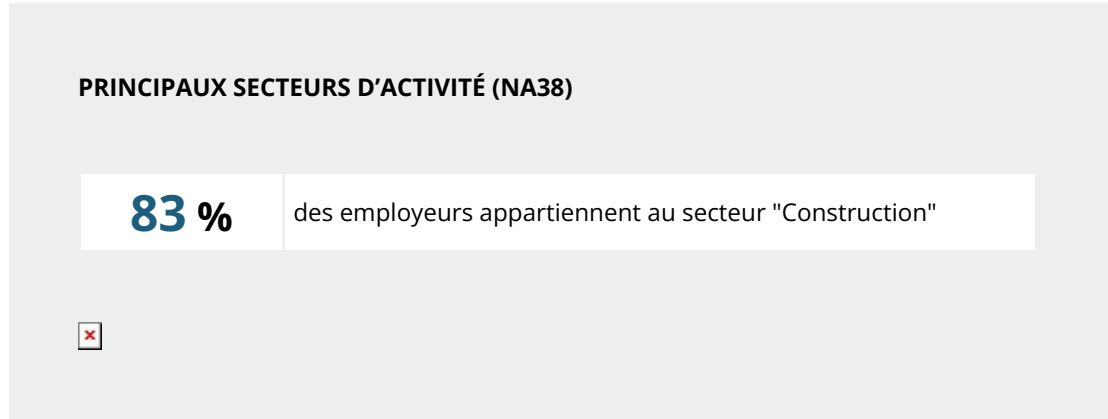 PRINCIPAUX SECTEURS D’ACTIVITÉ (NA38)
83 % des employeurs appartiennent au secteur "Construction"